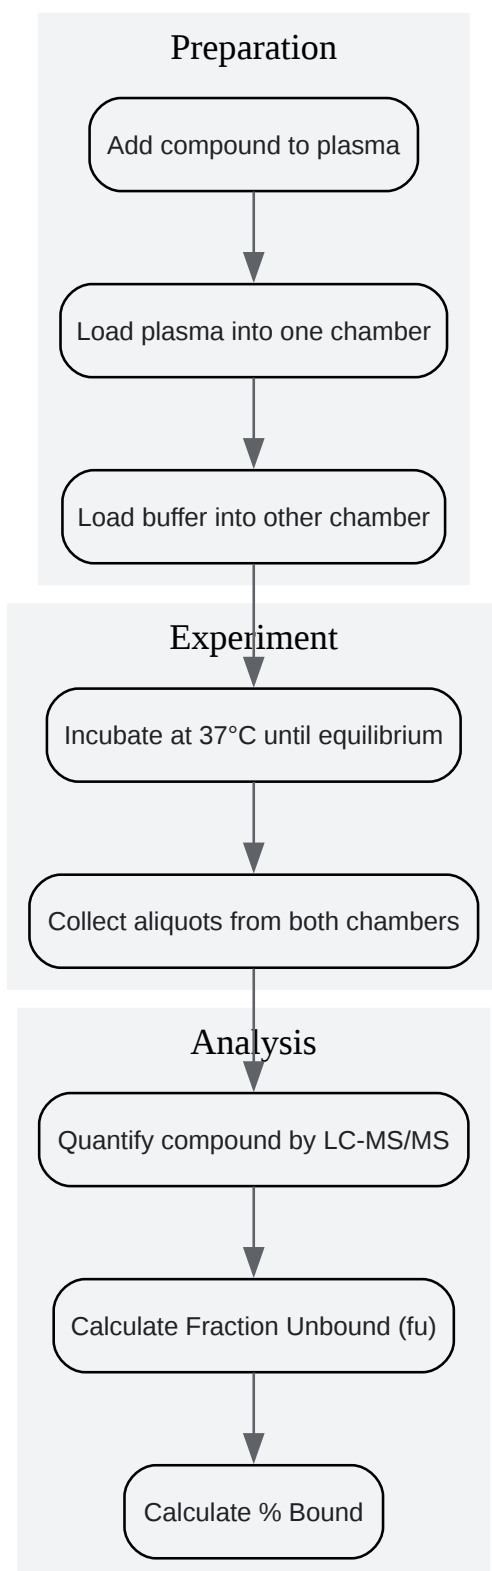 Preparation
Add compound to plasma
Load plasma into one chamber
Load buffer into other chamber
Experiment
Incubate at 37°C until equilibrium
Collect aliquots from both chambers
Analysis
Quantify compound by LC-MS/MS
Calculate Fraction Unbound (fu)
Calculate % Bound